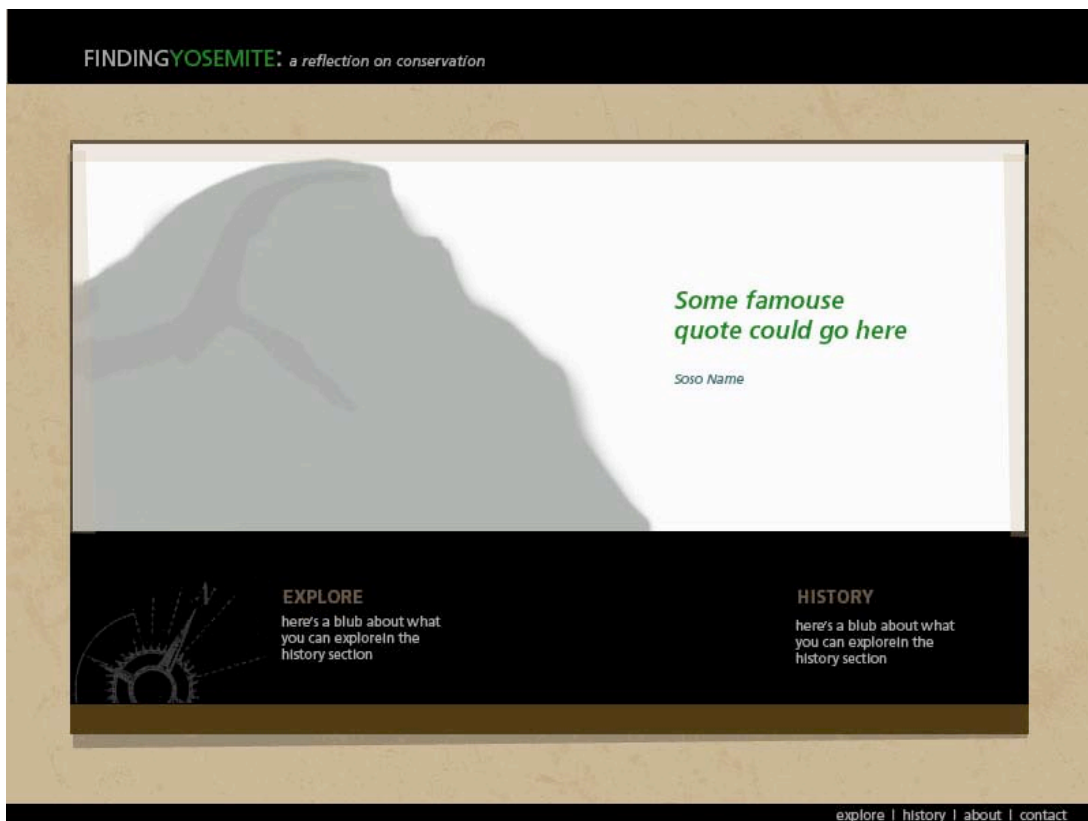 FINDINGYOSEMITE: a reflection on conservation
Some famouse
quote could go here
Soso Name
N
EXPLORE
here's a blub about what
you can explorein the
history section
HISTORY
here's a blub about what
you can explorein the
history section
explore | history | about | contact